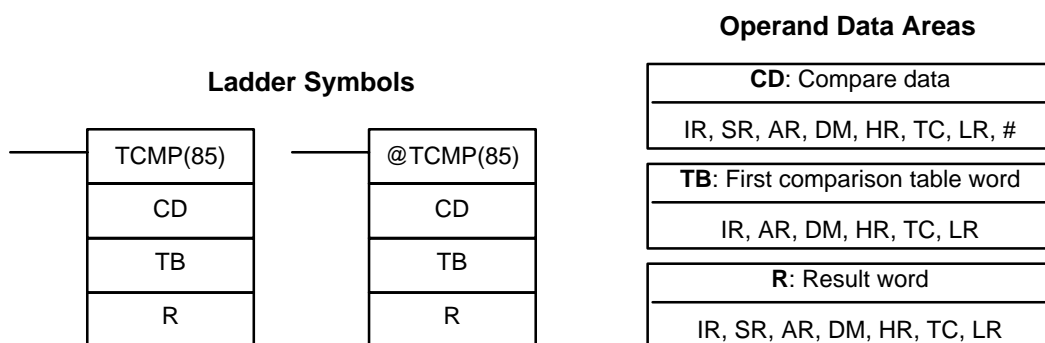 Ladder Symbols
TCMP(85)
CD
TB
R
@TCMP(85)
CD
TB
R
Operand Data Areas
CD: Compare data
IR, SR, AR, DM, HR, TC, LR, #
TB: First comparison table word
IR, AR, DM, HR, TC, LR
R: Result word
IR, SR, AR, DM, HR, TC, LR